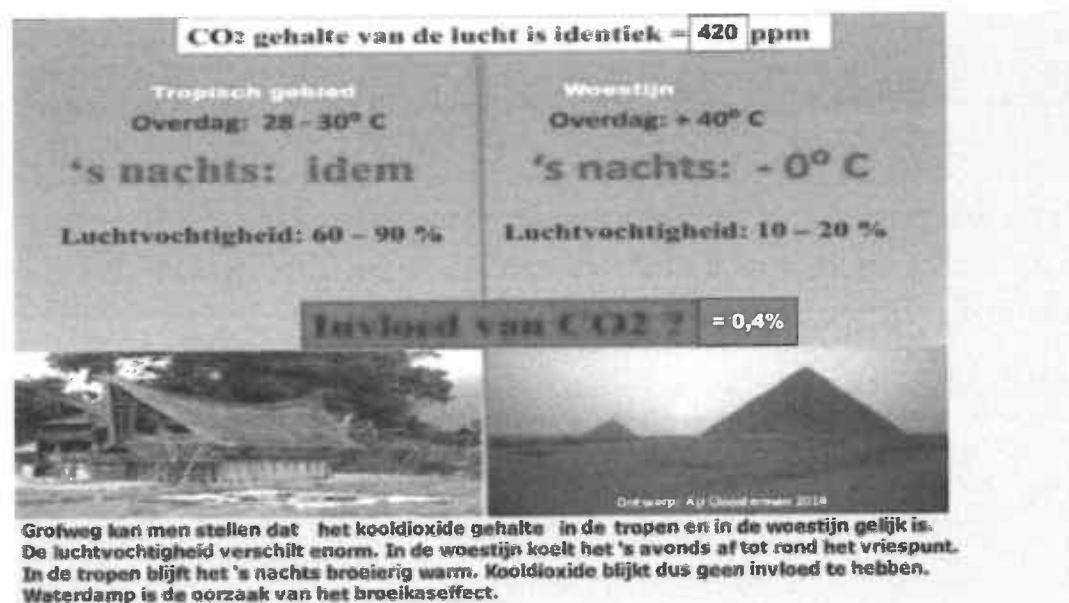 CO2 gehalte van de lucht is identiek = 420 ppm
Tropisch gebied
Overdag: 28 - 30° C
's nachts: idem
Luchtvochtigheid: 60 – 90 %
Woestijn
Overdag: + 40° C
's nachts: - 0° C
Luchtvochtigheid: 10 – 20 %
Invloed van CO2 ? = 0,4%
Ontwerp: 2018
Grofweg kan men stellen dat het kooldioxide gehalte in de tropen en in de woestijn gelijk is.
De luchtvochtigheid verschilt enorm. In de woestijn koelt het 's avonds af tot rond het vriespunt.
In de tropen blijft het 's nachts broeierig warm. Kooldioxide blijkt dus geen invloed te hebben.
Waterdamp is de oorzaak van het broeikaseffect.